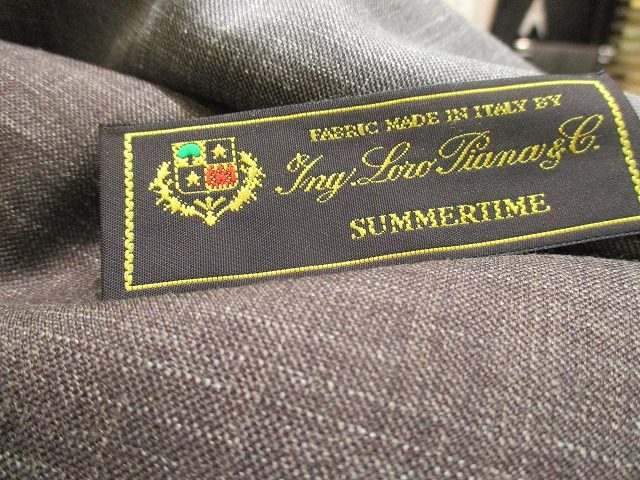 FABRIC MADE IN ITALY BY
Ing. Loro Piana & C.
SUMMERTIME